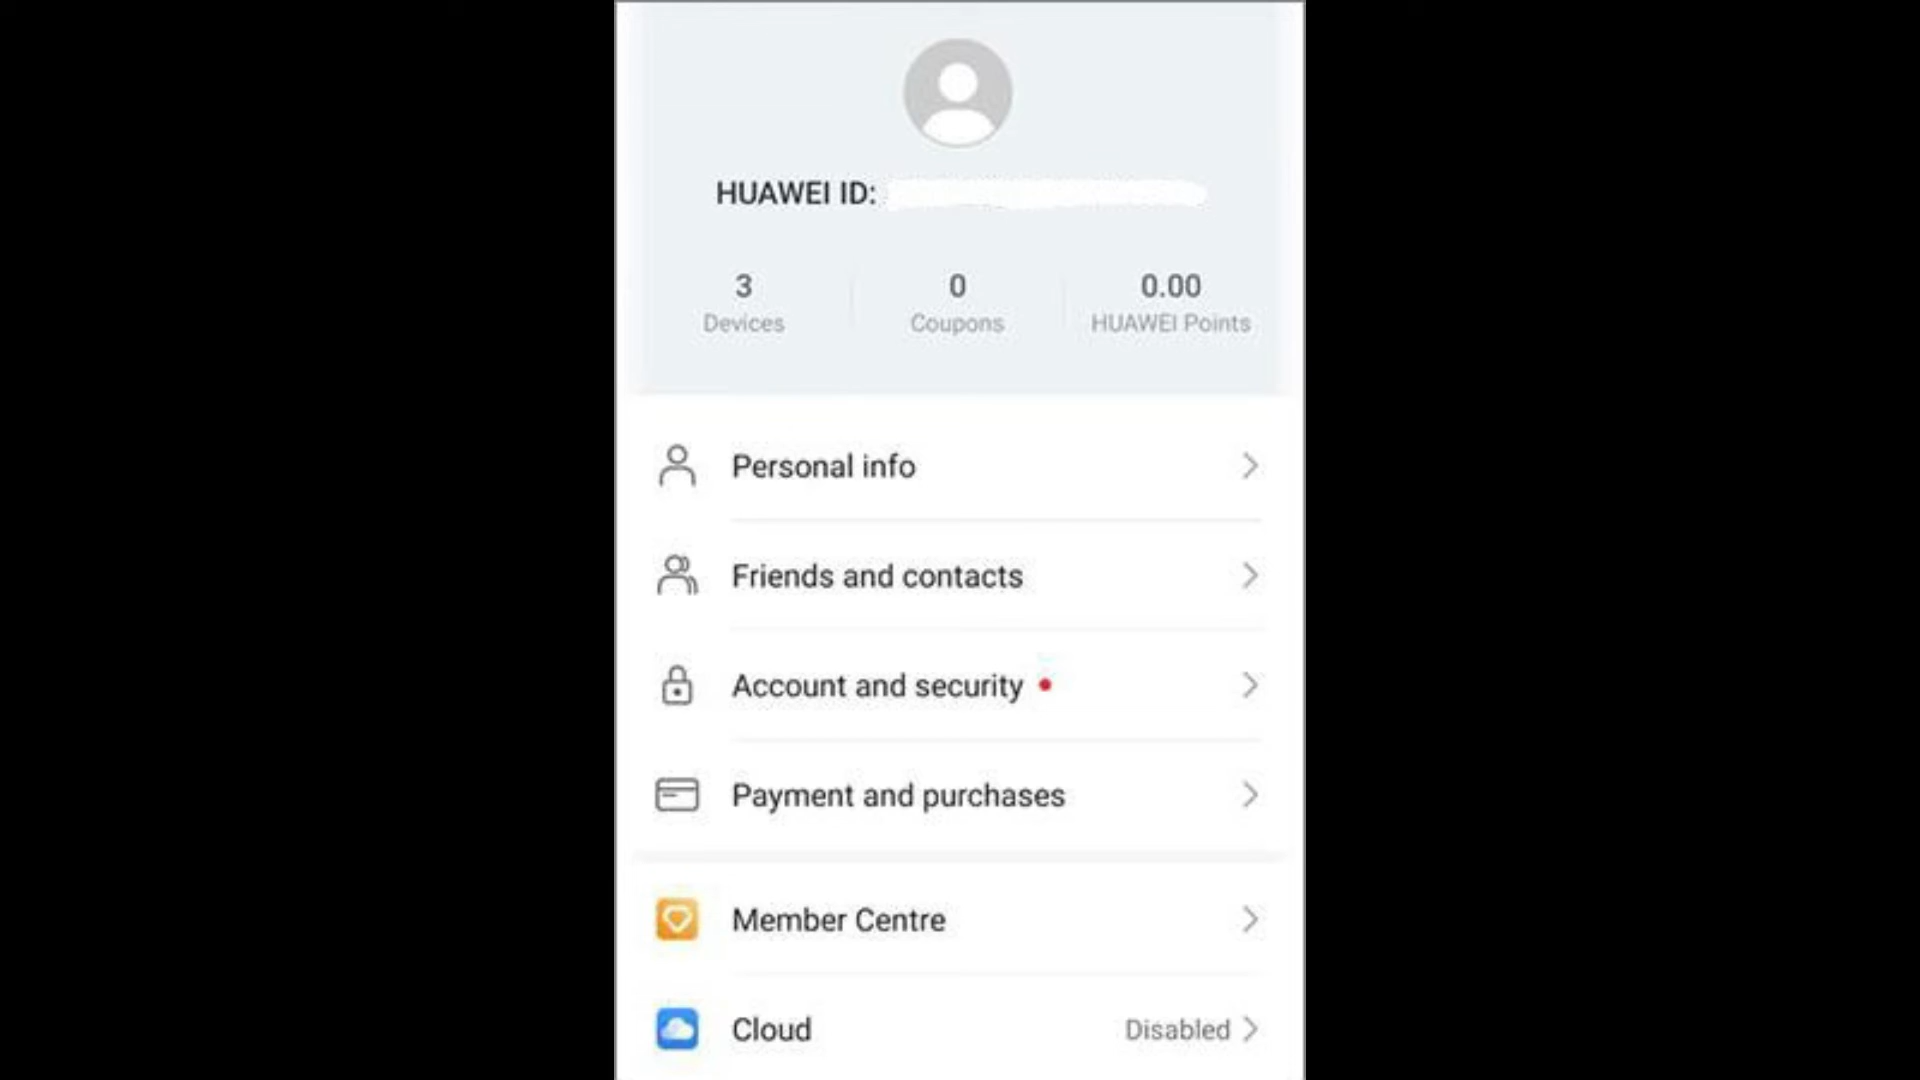 HUAWEI ID:
3 0 0.00
Devices Coupons HUAWEI Points
Personal info
Friends and contacts
Account and security
Payment and purchases
Member Centre
Cloud Disabled